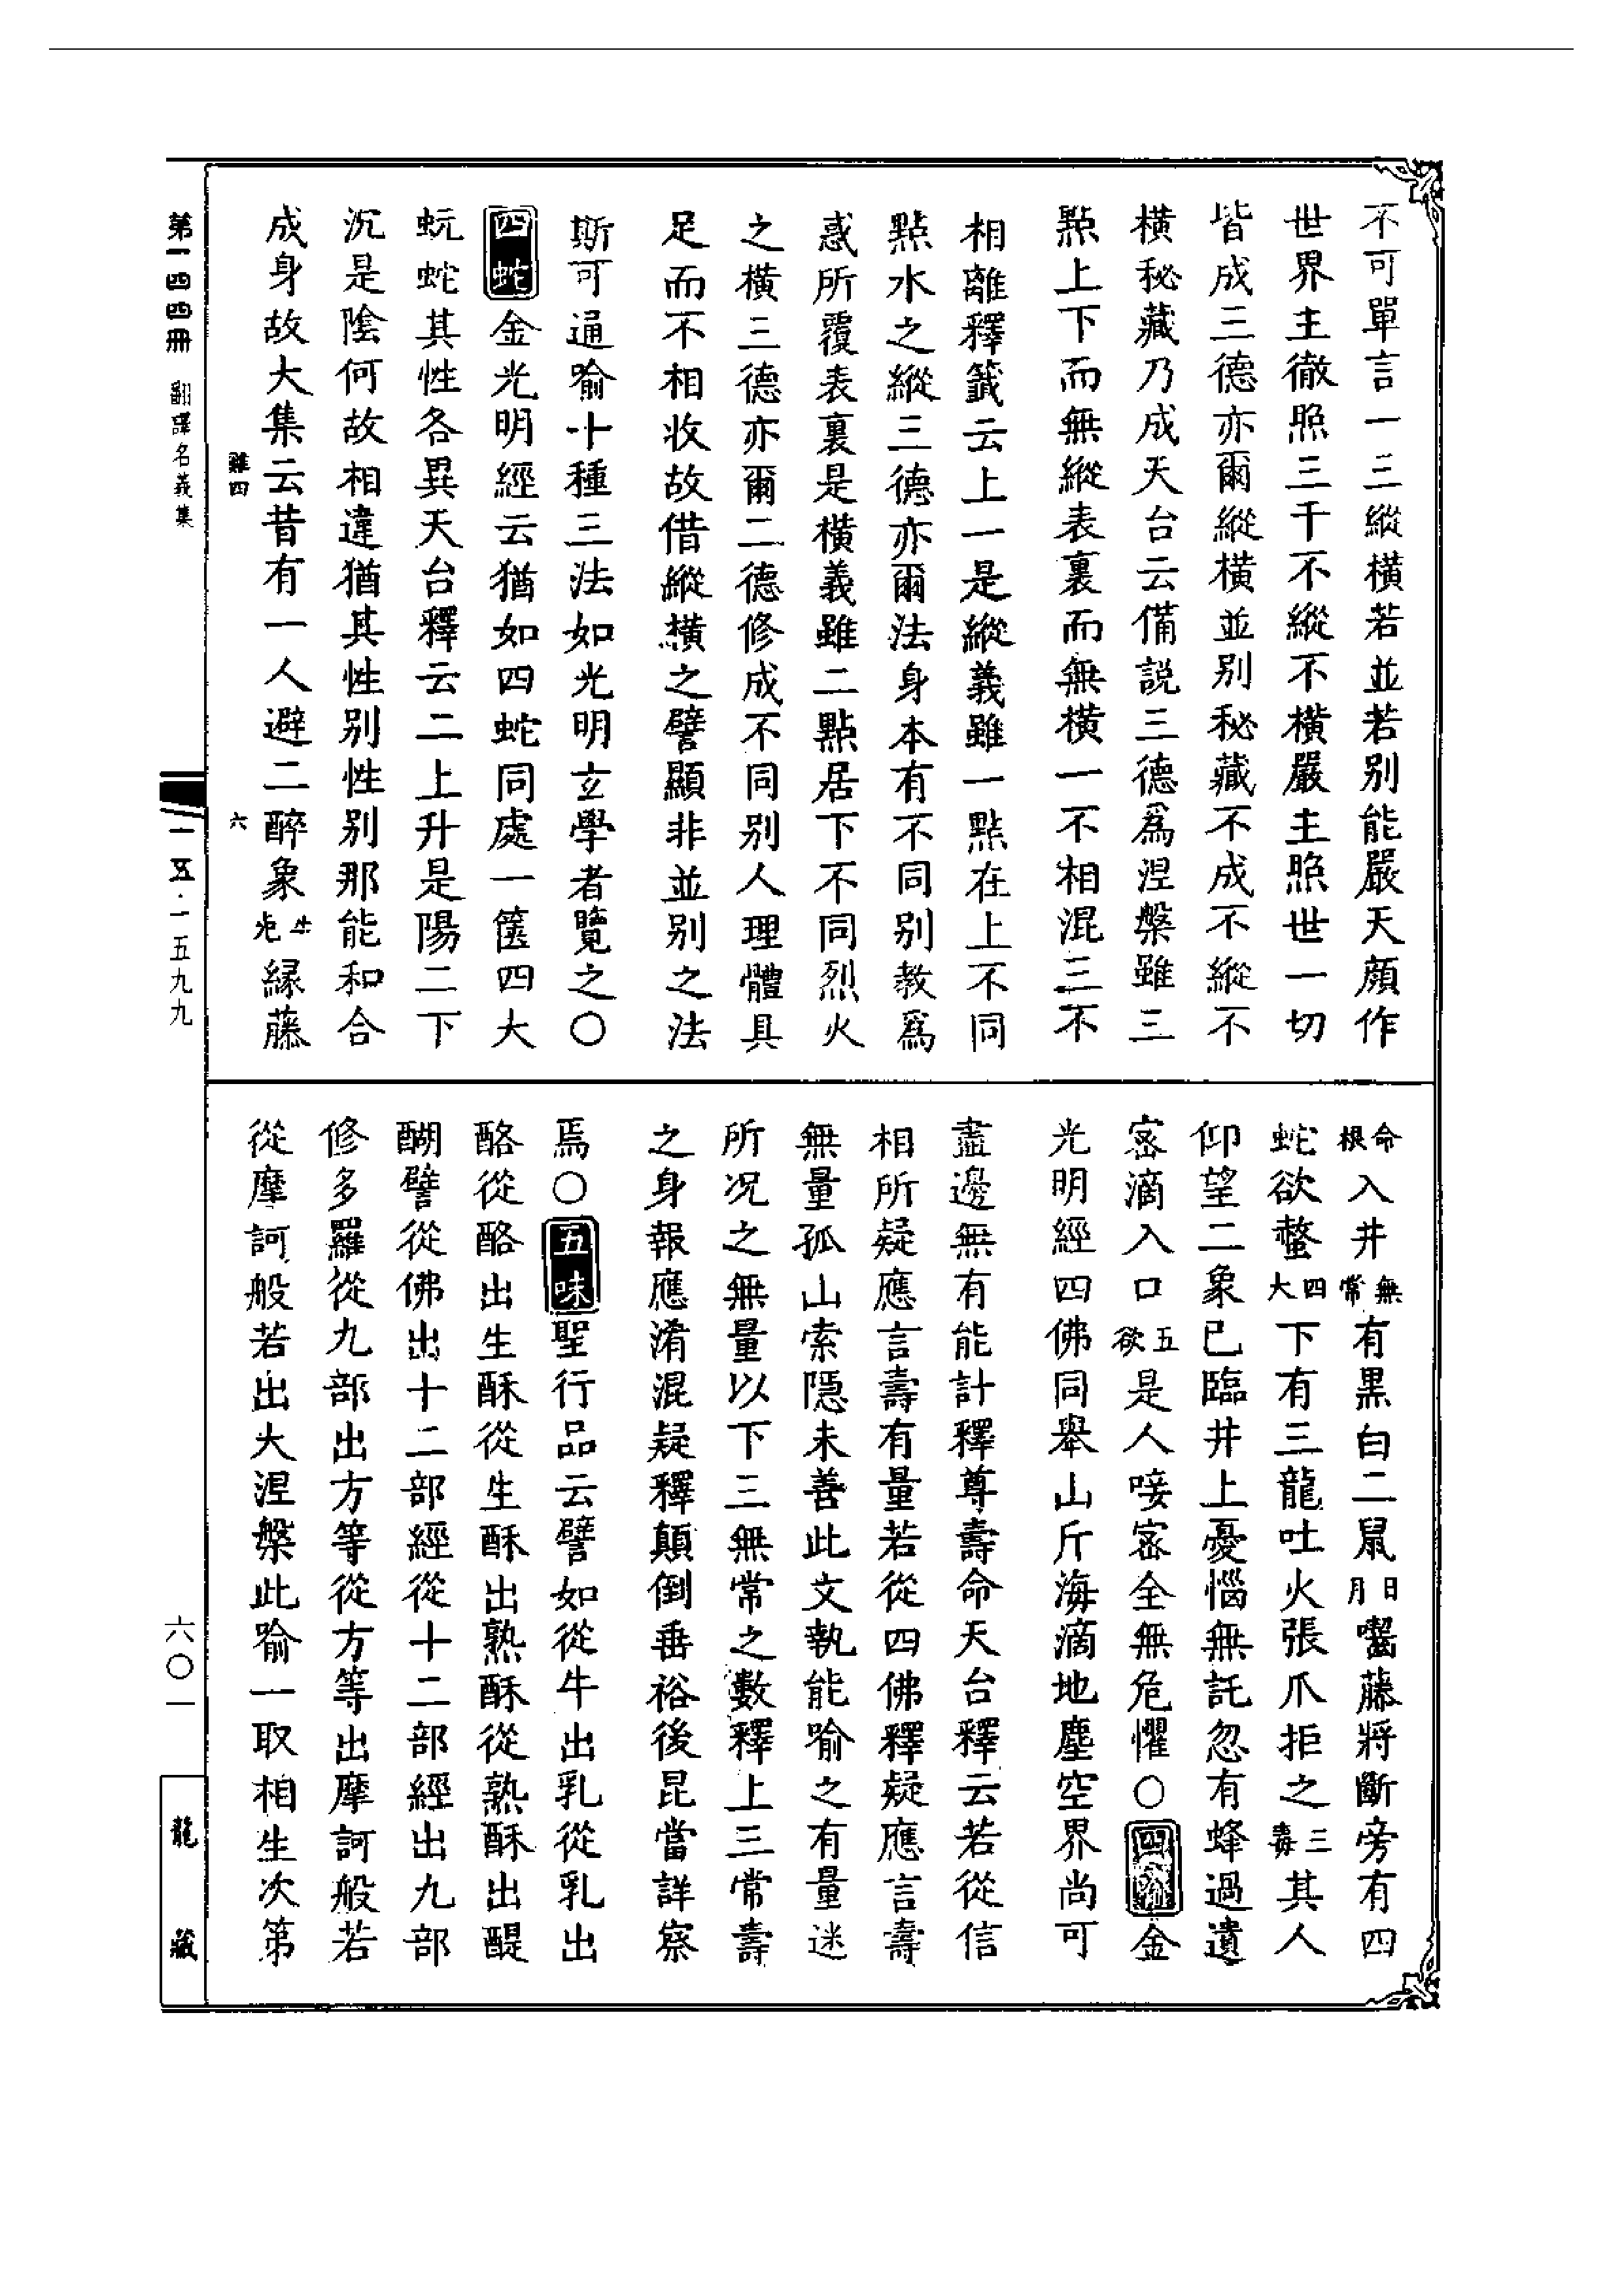 不可單言一三縱橫若並若別能嚴天顏作
世界主徹照三千不縱不橫嚴主照世一切
皆成三德亦爾縱橫並別秘藏不成不縱不
橫秘藏乃成天台云備説三德爲涅槃雖三
點上下而無縱表裏而無橫一不相混三不
相離釋籤云上一是縱義雖一點在上不同
點水之縱三德亦爾法身本有不同別教爲
惑所覆表裏是橫義雖二點居下不同烈火
之橫三德亦爾二德修成不同別人理體具
足而不相收故借縱橫之譬顯非並別之法
斯可通喻十種三法如光明玄學者覽之〇
四蛇金光明經云猶如四蛇同處一篋四大
蚖蛇其性各異天台釋云二上升是陽二下
沉是陰何故相違猶其性別性別那能和合
成身故大集云昔有一人避二醉象生死緣藤
命根入井無常有黑白二鼠日月囓藤將斷旁有四
蛇欲螫四大下有三龍吐火張爪拒之三毒其人
仰望二象已臨井上憂惱無託忽有蜂過遺
蜜滴入口五欲是人唼蜜全無危懼〇四喻金
光明經四佛同舉山斤海滴地塵空界尚可
盡邊無有能計釋尊壽命天台釋云若從信
相所疑應言壽有量若從四佛釋疑應言壽
無量孤山索隱未善此文執能喻之有量迷
所況之無量以下三無常之數釋上三常壽
之身報應淆混疑釋顛倒垂裕後昆當詳察
焉〇五味聖行品云譬如從牛出乳從乳出
酪從酪出生酥從生酥出熟酥從熟酥出醍
醐譬從佛出十二部經從十二部經出九部
修多羅從九部出方等從方等出摩訶般若
從摩訶般若出大涅槃此喻一取相生次第
第一四四冊 翻譯名義集
雞四
六
一五·一五九九
六〇一
龍藏